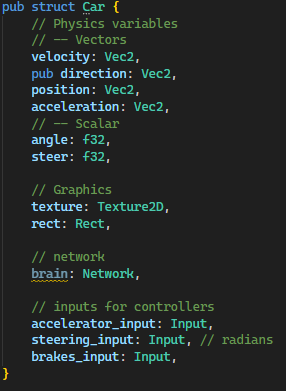 pub struct Car {
// Physics variables
// -- Vectors
velocity: Vec2,
pub direction: Vec2,
position: Vec2,
acceleration: Vec2,
// -- Scalar
angle: f32,
steer: f32,
// Graphics
texture: Texture2D,
rect: Rect,
// network
brain: Network,
// inputs for controllers
accelerator_input: Input,
steering_input: Input, // radians
brakes_input: Input,
}